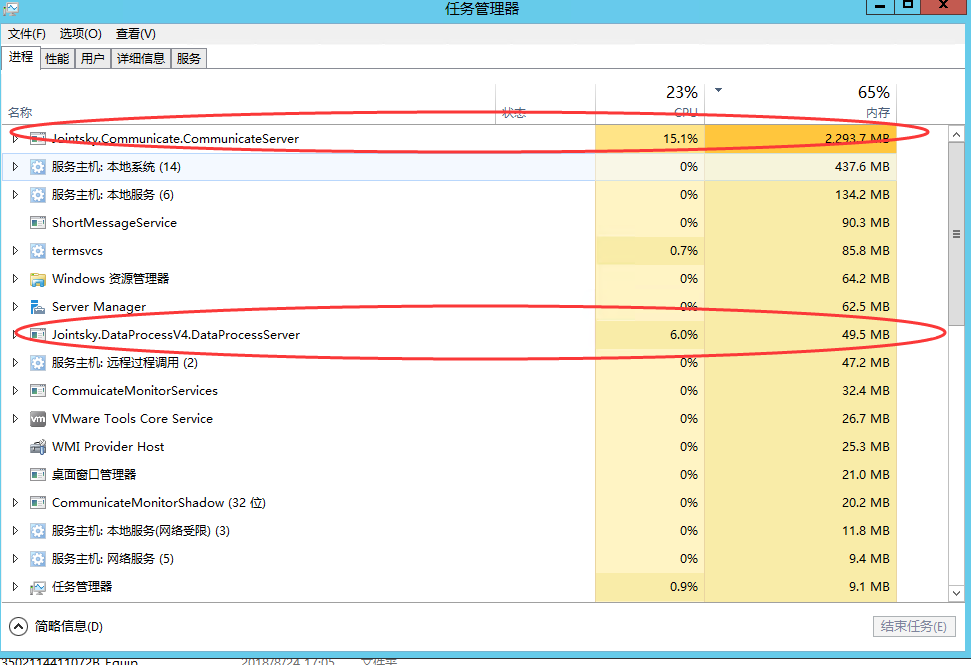 任务管理器
文件(F) 选项(O) 查看(V)
进程 性能 用户 详细信息 服务
23% 65%
名称 状态 CPU 内存
Jointsky.Communicate.CommunicateServer 15.1% 2,293.7 MB
服务主机: 本地系统 (14) 0% 437.6 MB
服务主机: 本地服务 (6) 0% 134.2 MB
ShortMessageService 0% 90.3 MB
termsvcs 0.7% 85.8 MB
Windows 资源管理器 0% 64.2 MB
Server Manager 0% 62.5 MB
Jointsky.DataProcessV4.DataProcessServer 6.0% 49.5 MB
服务主机: 远程过程调用 (2) 0% 47.2 MB
CommuicateMonitorServices 0% 32.4 MB
VMware Tools Core Service 0% 26.7 MB
WMI Provider Host 0% 25.3 MB
桌面窗口管理器 0% 21.0 MB
CommunicateMonitorShadow (32 位) 0% 20.2 MB
服务主机: 本地服务(网络受限) (3) 0% 11.8 MB
服务主机: 网络服务 (5) 0% 9.4 MB
任务管理器 0.9% 9.1 MB
简略信息(D) 结束任务(E)
2018/8/24 17:05 文件夹